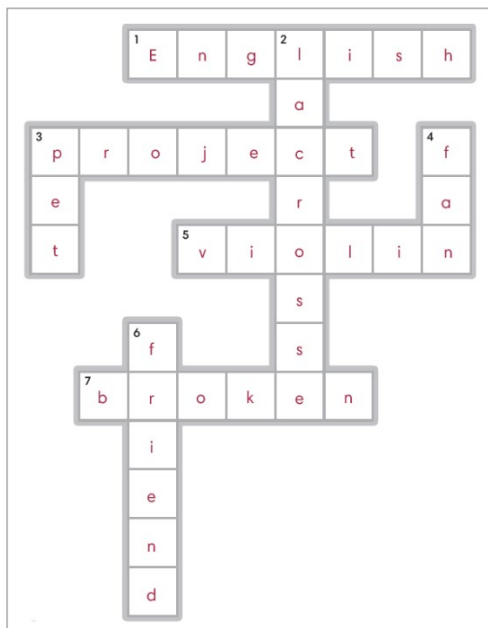 1 E n g 2 l i s h
a
3 p r o j e c t 4 f
e r a
t 5 v i o l i n
s
6 f s
7 b r o k e n
i
e
n
d